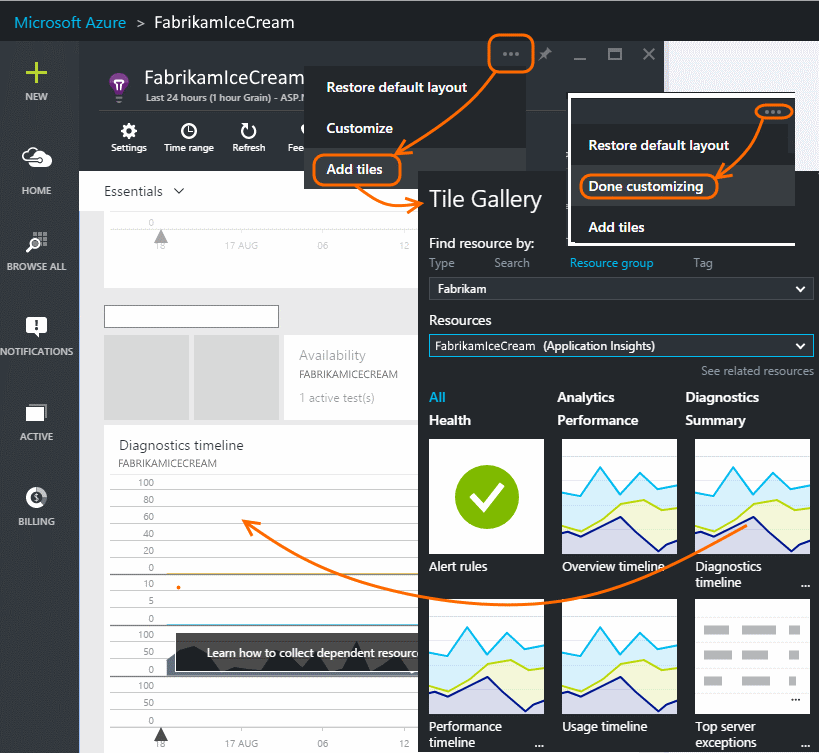 Microsoft Azure > FabrikamIceCream
NEW
HOME
BROWSE ALL
NOTIFICATIONS
ACTIVE
BILLING
FabrikamIceCream
Last 24 hours (1 hour Grain) - ASP.
Settings
Time range
Refresh
Fee
Restore default layout
Customize
Add tiles
Restore default layout
Done customizing
Add tiles
Essentials
0
18 17 AUG 06 12
Availability
FABRIKAMICECREAM
1 active test(s)
Diagnostics timeline
FABRIKAMICECREAM
100
80
60
40
20
0
10
5
0
100
50
0
Learn how to collect dependent resource
100
50
0
18 17 AUG 06 12
Tile Gallery
Find resource by:
Type Search Resource group Tag
Fabrikam
Resources
FabrikamIceCream (Application Insights)
See related resources
All Analytics Diagnostics
Health Performance Summary
Alert rules
Overview timeline
Diagnostics
timeline ...
Performance
timeline ...
Usage timeline
Top server
exceptions ...